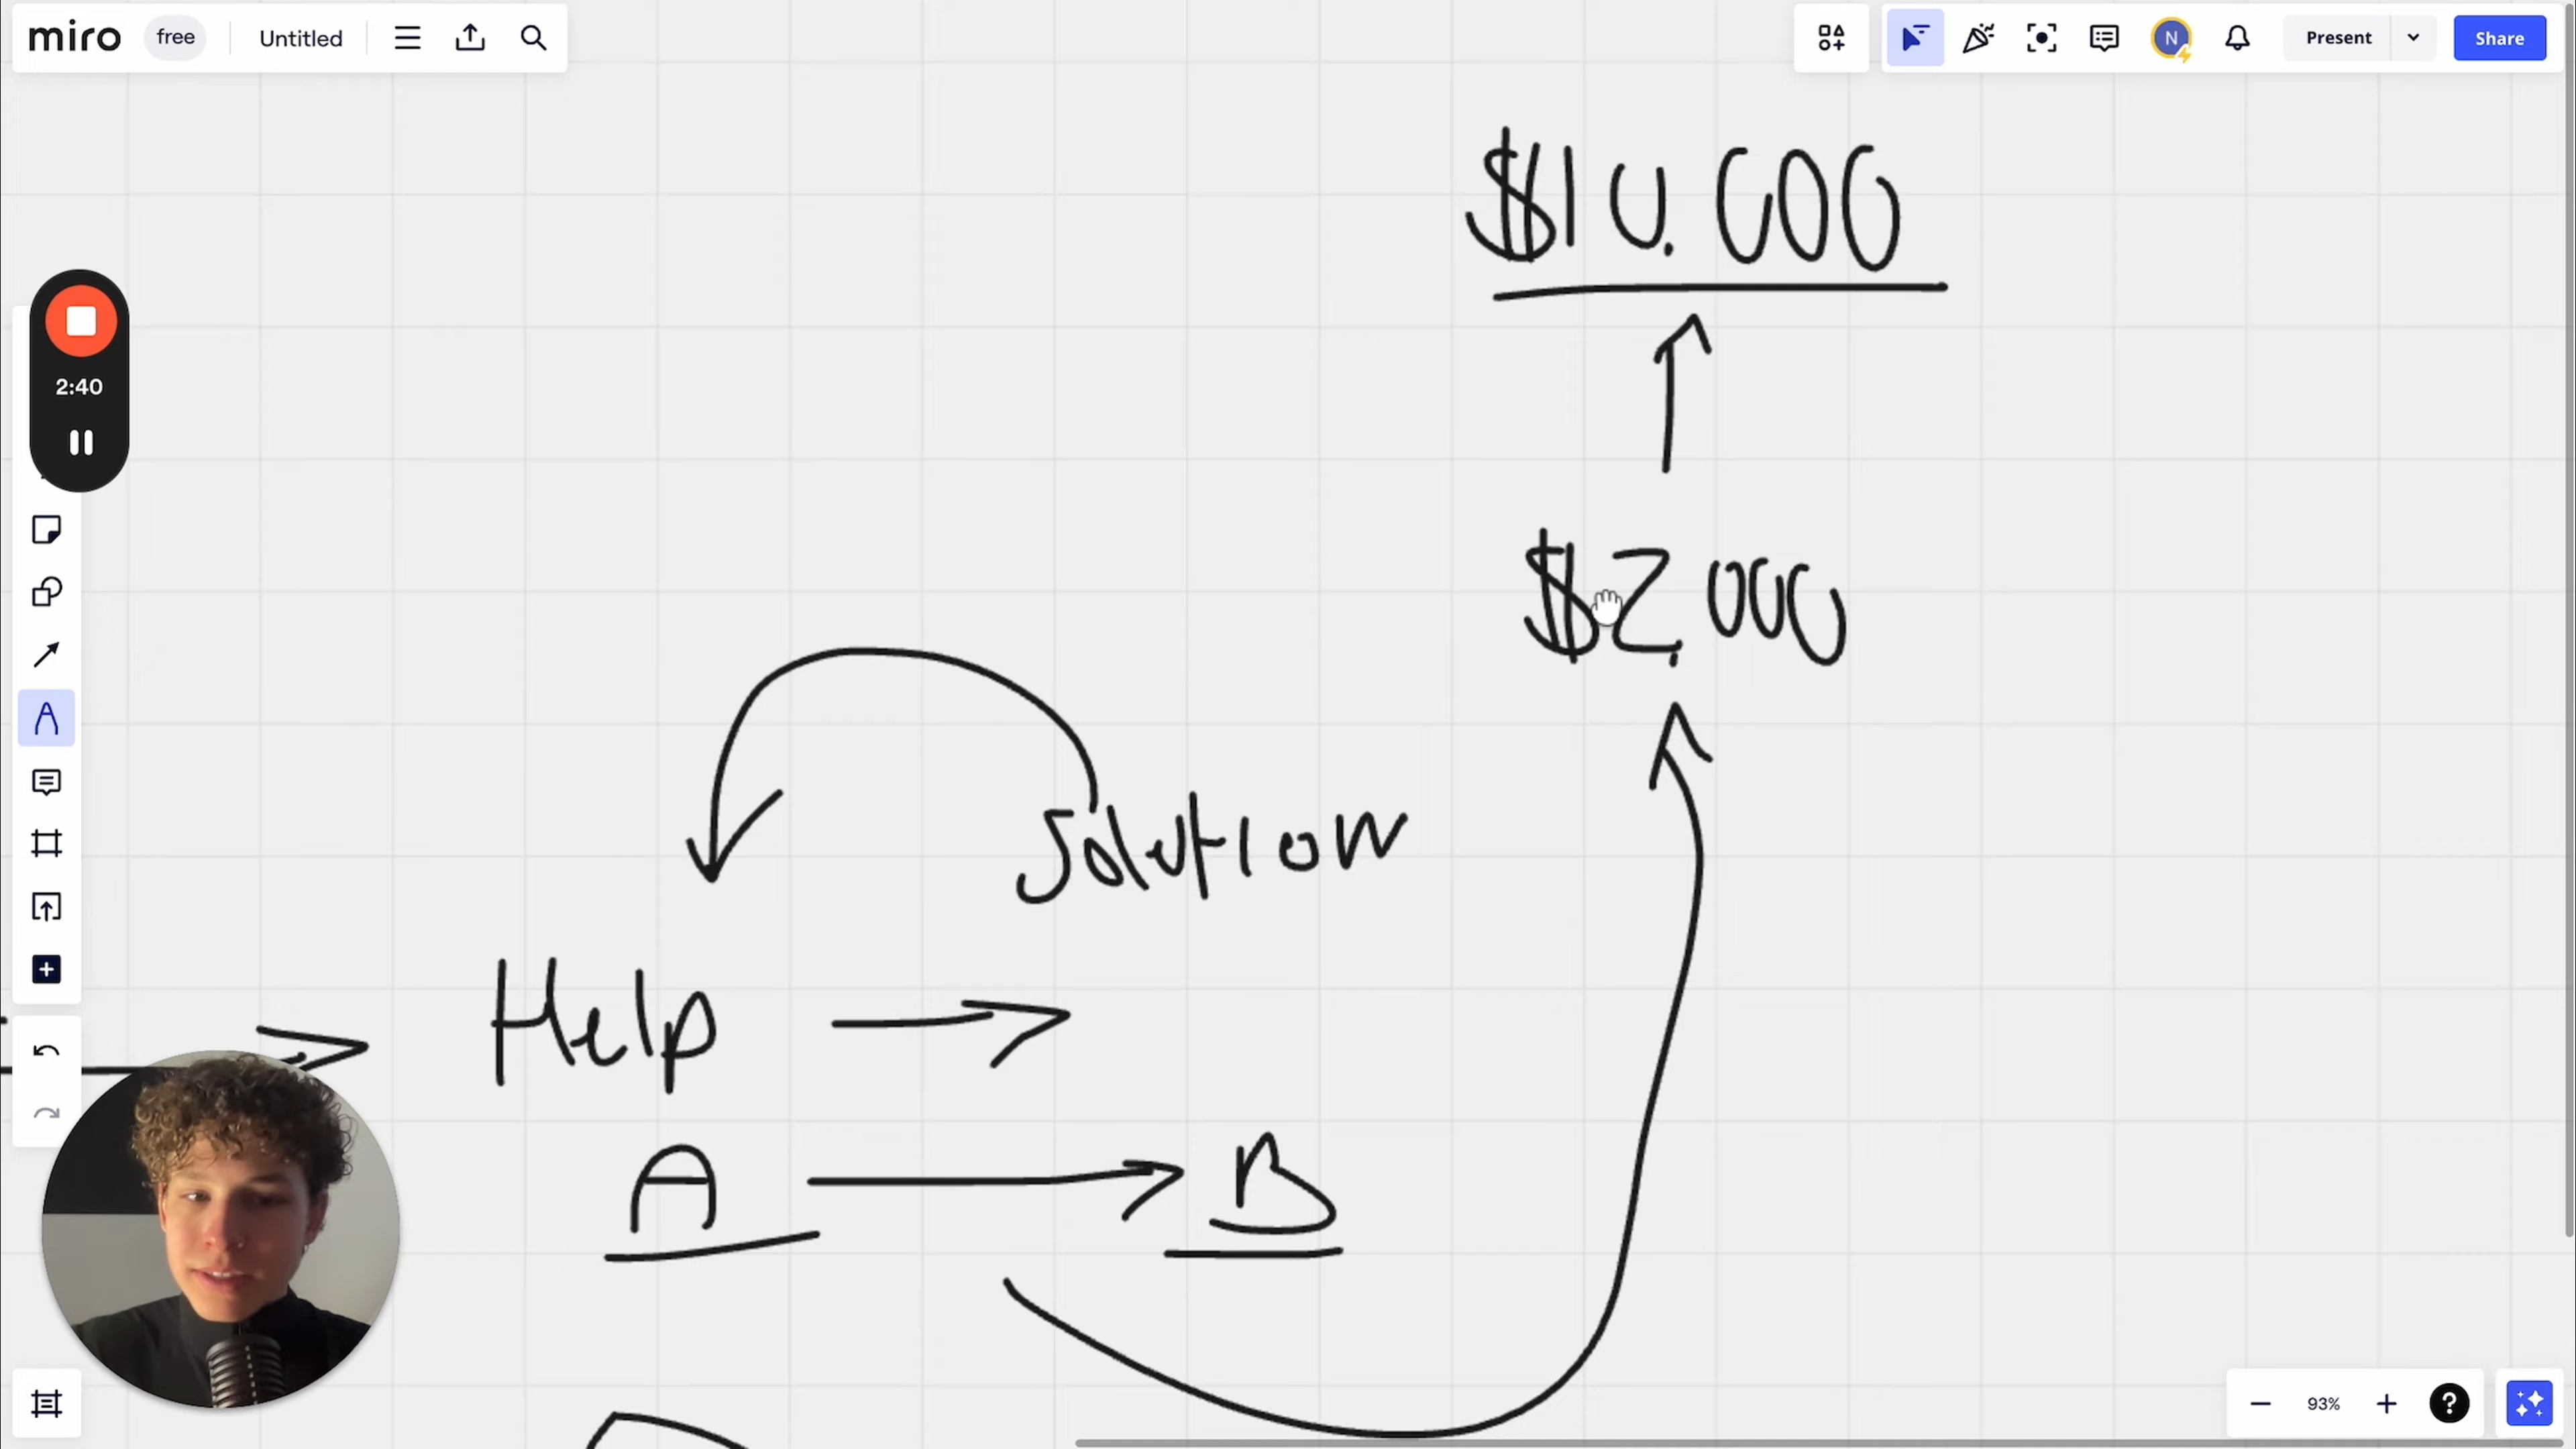 miro free Untitled
N Present Share
$10.000
2:40
$2.000
Solution
Help
A B
93%